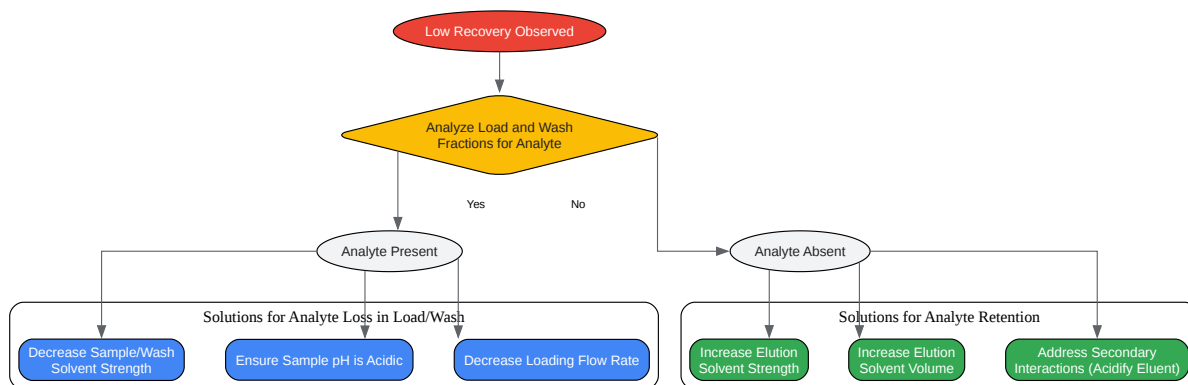 Low Recovery Observed
Analyze Load and Wash
Fractions for Analyte
Yes
No
Analyte Present
Analyte Absent
Solutions for Analyte Loss in Load/Wash
Solutions for Analyte Retention
Decrease Sample/Wash
Solvent Strength
Ensure Sample pH is Acidic
Decrease Loading Flow Rate
Increase Elution
Solvent Strength
Increase Elution
Solvent Volume
Address Secondary
Interactions (Acidify Eluent)